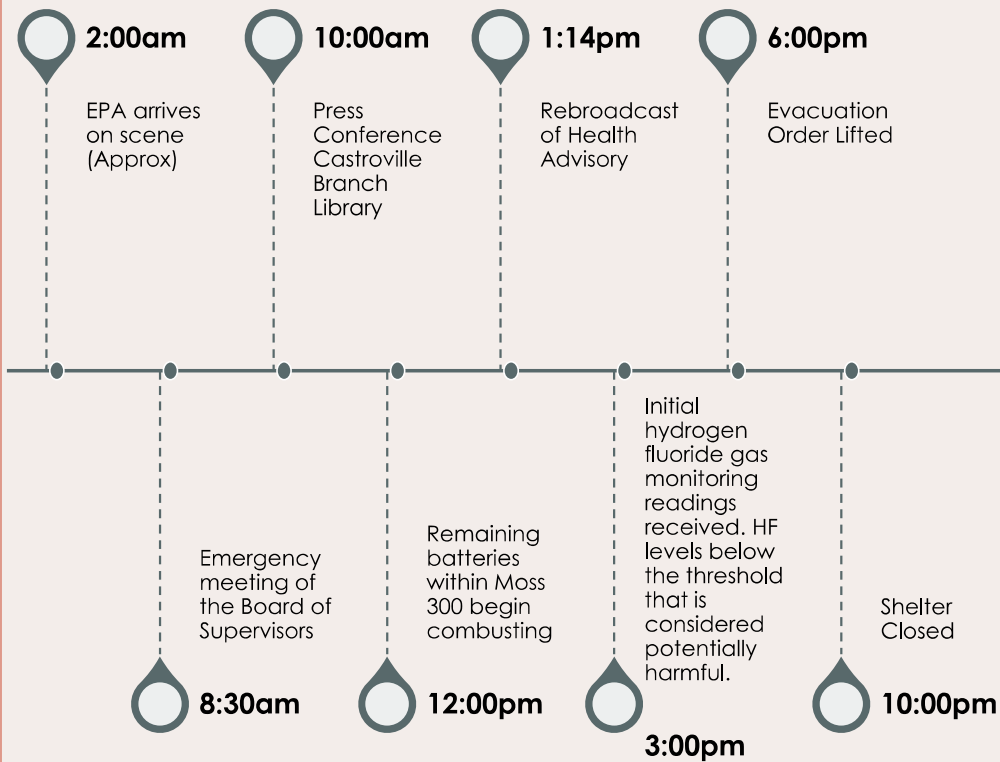 2:00am
EPA arrives
on scene
(Approx)
10:00am
Press
Conference
Castroville
Branch
Library
1:14pm
Rebroadcast
of Health
Advisory
6:00pm
Evacuation
Order Lifted
Emergency
meeting of
the Board of
Supervisors
8:30am
Remaining
batteries
within Moss
300 begin
combusting
12:00pm
Initial
hydrogen
fluoride gas
monitoring
readings
received. HF
levels below
the threshold
that is
considered
potentially
harmful.
3:00pm
Shelter
Closed
10:00pm